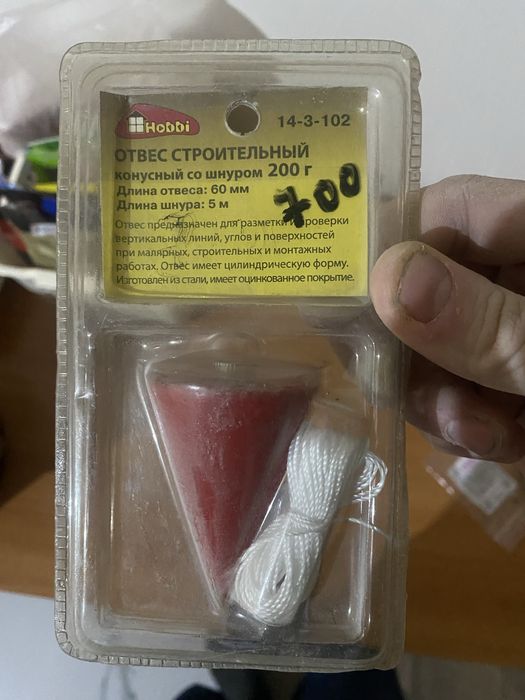 Hobbi
14-3-102
ОТВЕС СТРОИТЕЛЬНЫЙ
конусный со шнуром 200 г
Длина отвеса: 60 мм
Длина шнура: 5 м
700
Отвес предназначен для разметки и проверки
вертикальных линий, углов и поверхностей
при малярных, строительных и монтажных
работах. Отвес имеет цилиндрическую форму.
Изготовлен из стали, имеет оцинкованное покрытие.